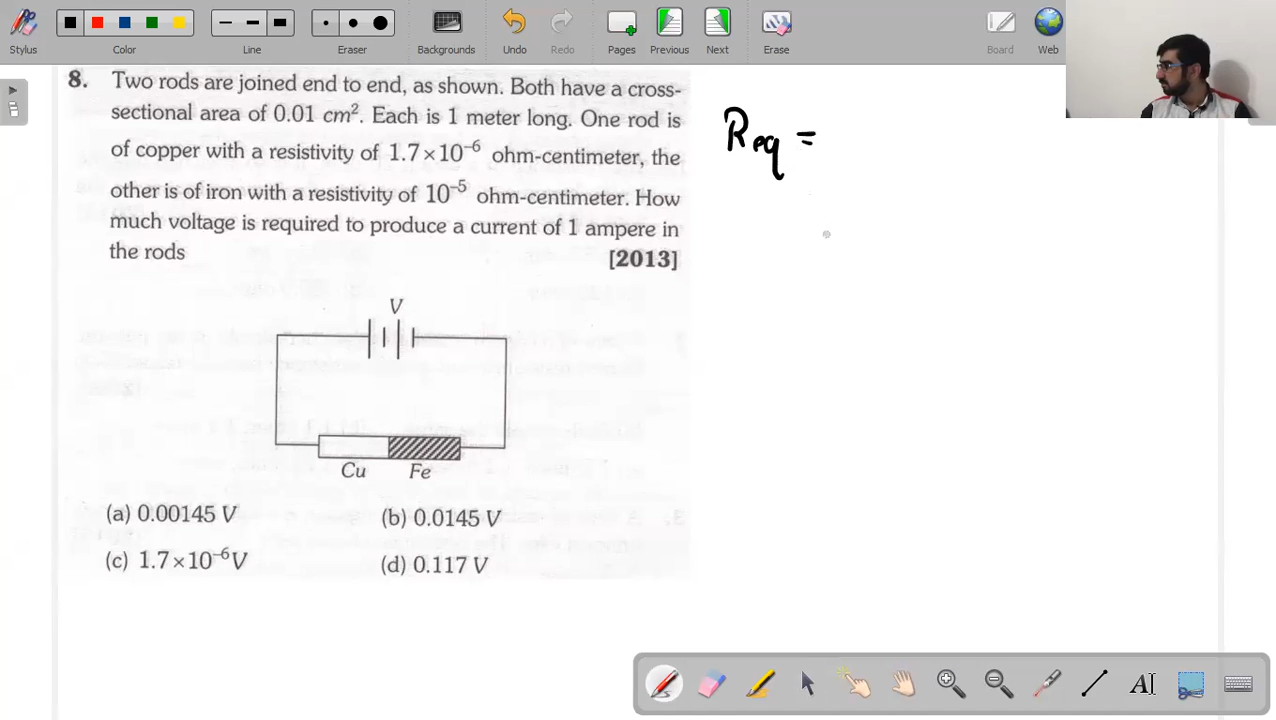 Stylus
Color
Line
Eraser
Backgrounds
Undo
Redo
Pages
Previous
Next
Erase
Board
Web
8. Two rods are joined end to end, as shown. Both have a cross-
sectional area of 0.01 cm². Each is 1 meter long. One rod is
of copper with a resistivity of 1.7×10⁻⁶ ohm-centimeter, the
other is of iron with a resistivity of 10⁻⁵ ohm-centimeter. How
much voltage is required to produce a current of 1 ampere in
the rods [2013]
Req =
V
Cu Fe
(a) 0.00145 V (b) 0.0145 V
(c) 1.7×10⁻⁶ V (d) 0.117 V